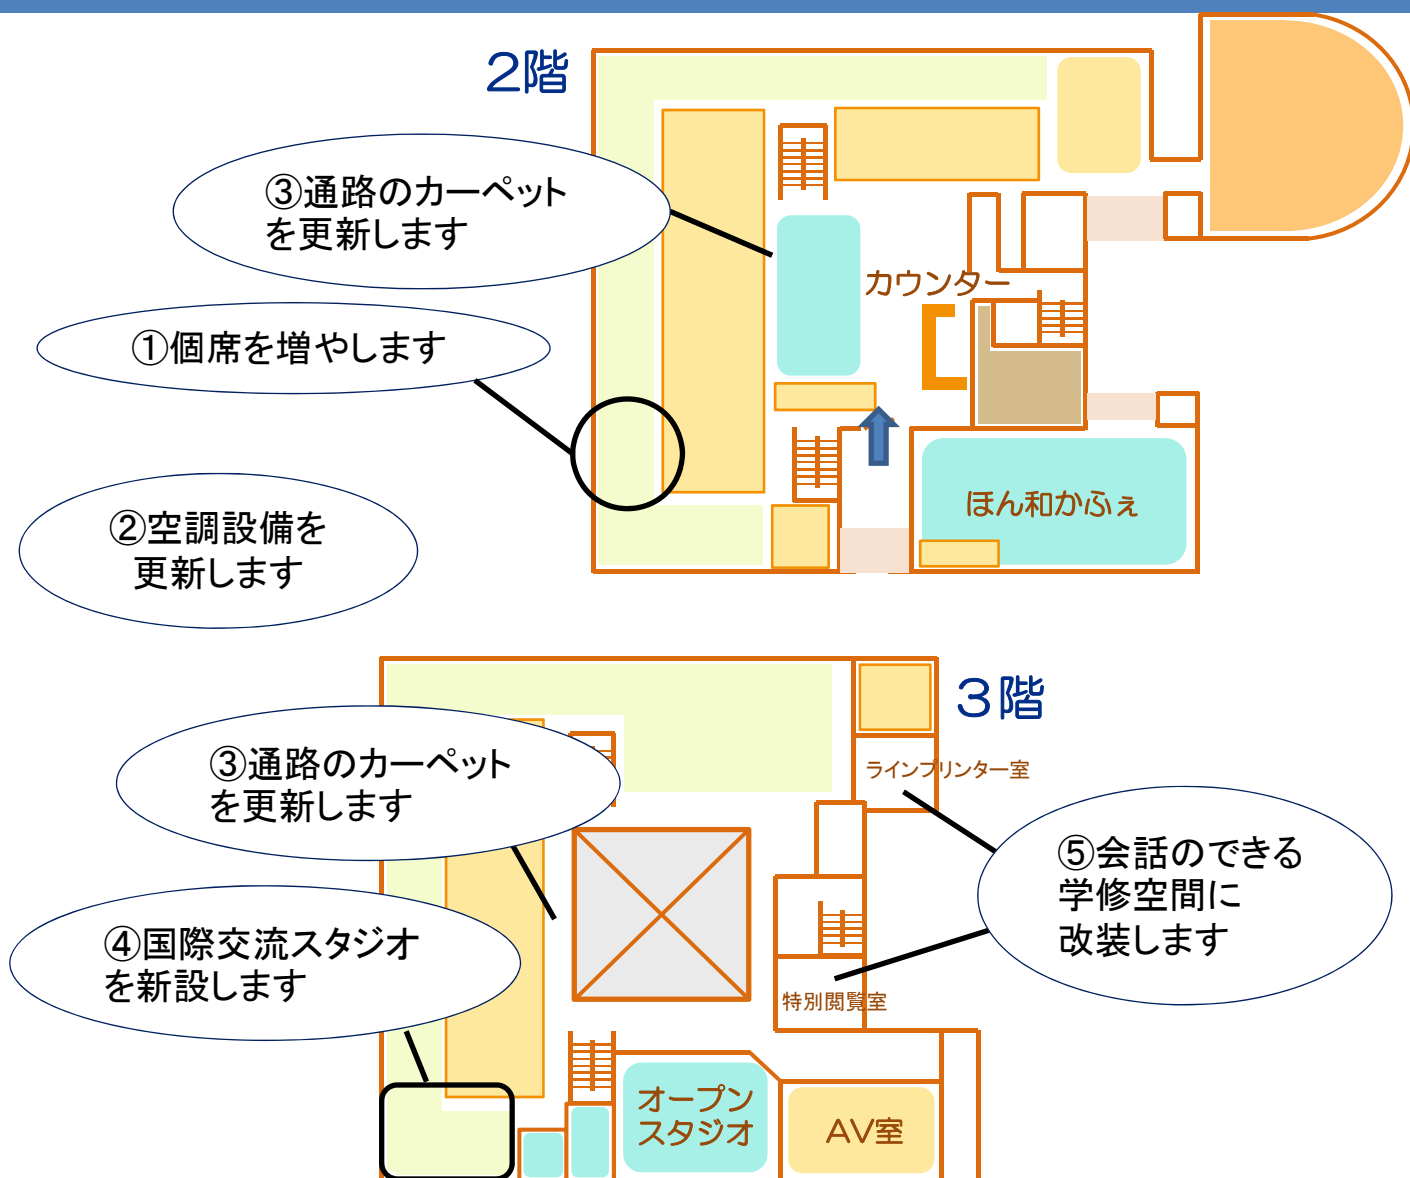 2階
③通路のカーペット
を更新します
カウンター
①個席を増やします
ほん和かふぇ
②空調設備を
更新します
3階
③通路のカーペット
を更新します
ラインプリンター室
⑤会話のできる
学修空間に
改装します
④国際交流スタジオ
を新設します
特別閲覧室
オープン
スタジオ
AV室